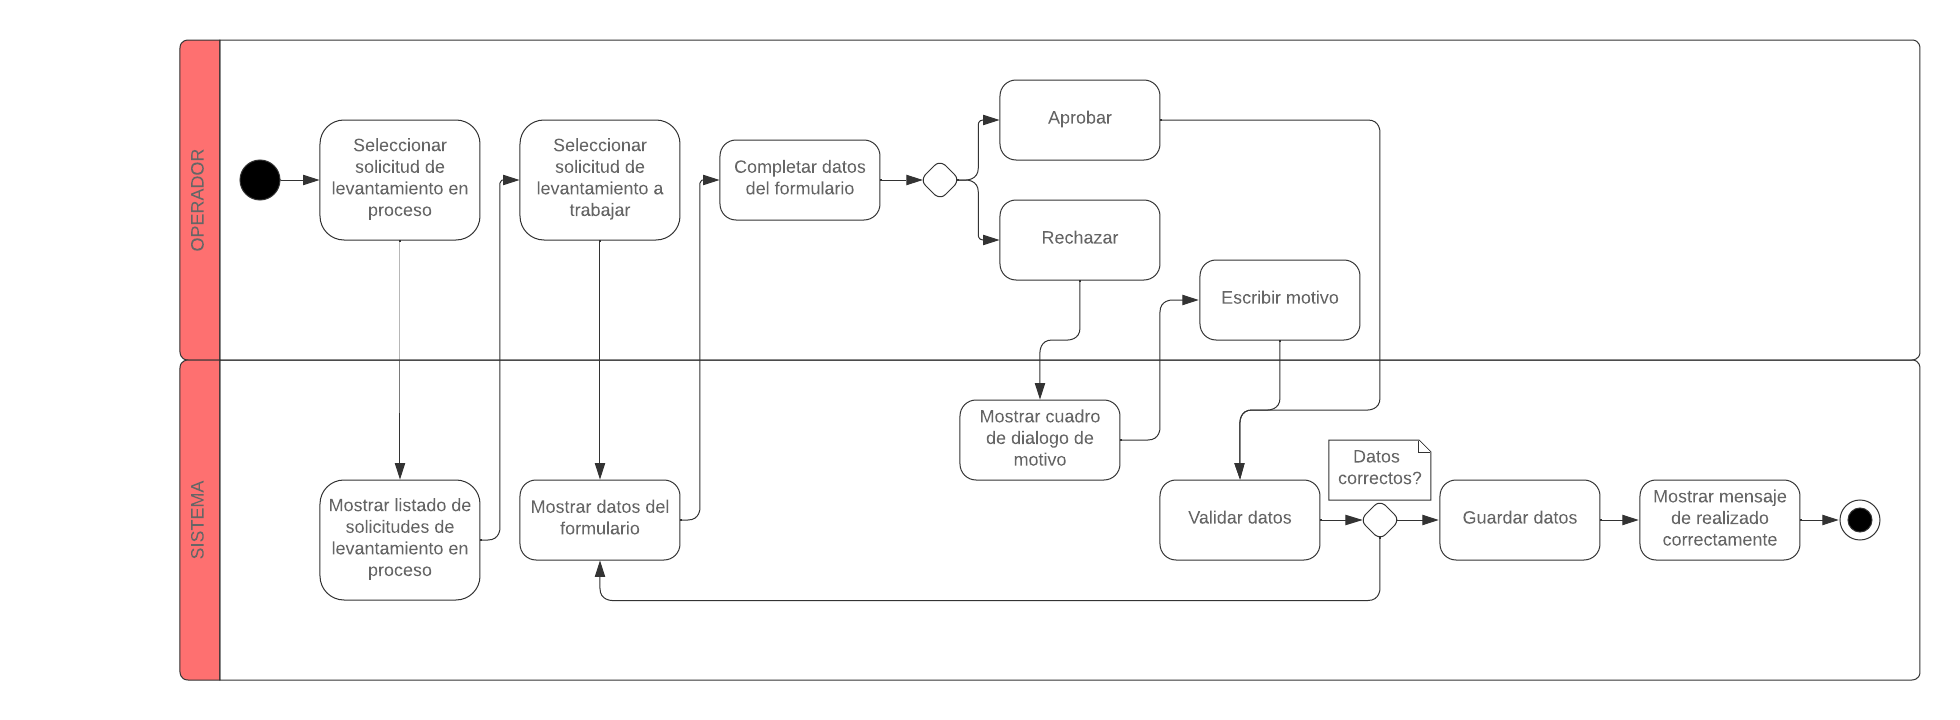 OPERADOR
Seleccionar
solicitud de
levantamiento en
proceso
Seleccionar
solicitud de
levantamiento a
trabajar
Completar datos
del formulario
Aprobar
Rechazar
Escribir motivo
SISTEMA
Mostrar listado de
solicitudes de
levantamiento en
proceso
Mostrar datos del
formulario
Mostrar cuadro
de dialogo de
motivo
Validar datos
Datos
correctos?
Guardar datos
Mostrar mensaje
de realizado
correctamente